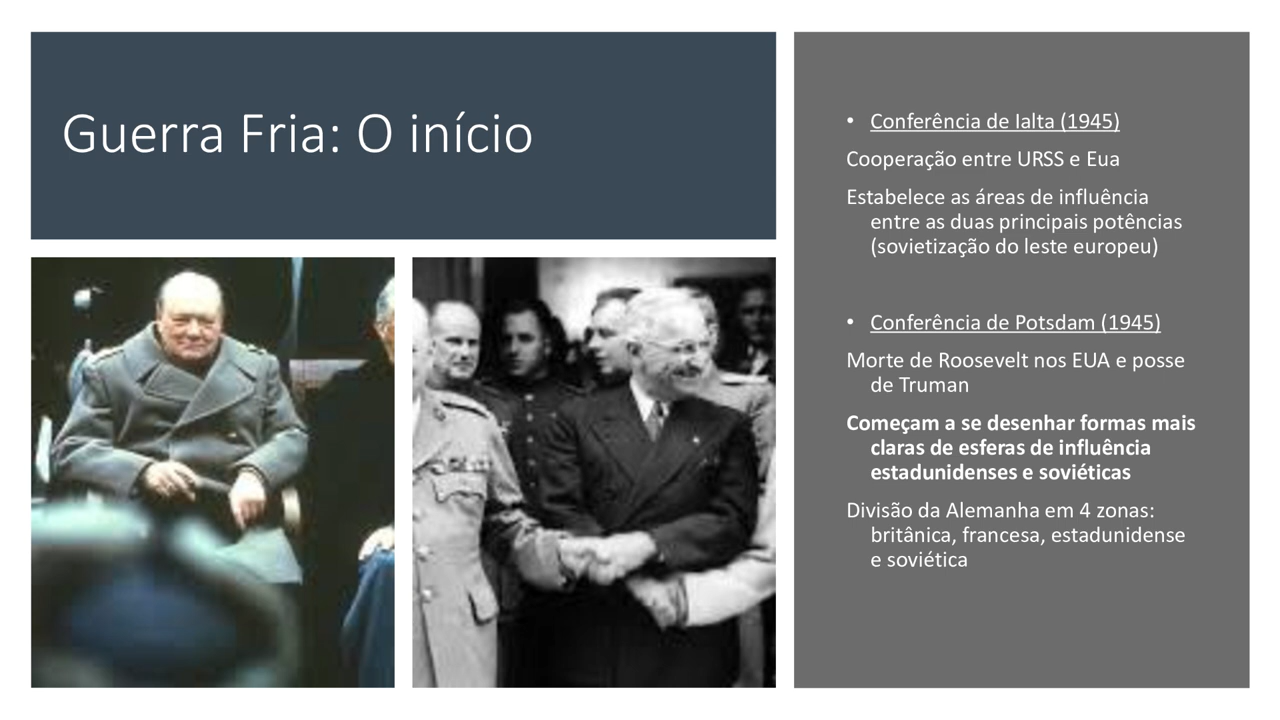 Guerra Fria: O início
• Conferência de Ialta (1945)
Cooperação entre URSS e Eua
Estabelece as áreas de influência
entre as duas principais potências
(sovietização do leste europeu)
• Conferência de Potsdam (1945)
Morte de Roosevelt nos EUA e posse
de Truman
Começam a se desenhar formas mais
claras de esferas de influência
estadunidenses e soviéticas
Divisão da Alemanha em 4 zonas:
britânica, francesa, estadunidense
e soviética